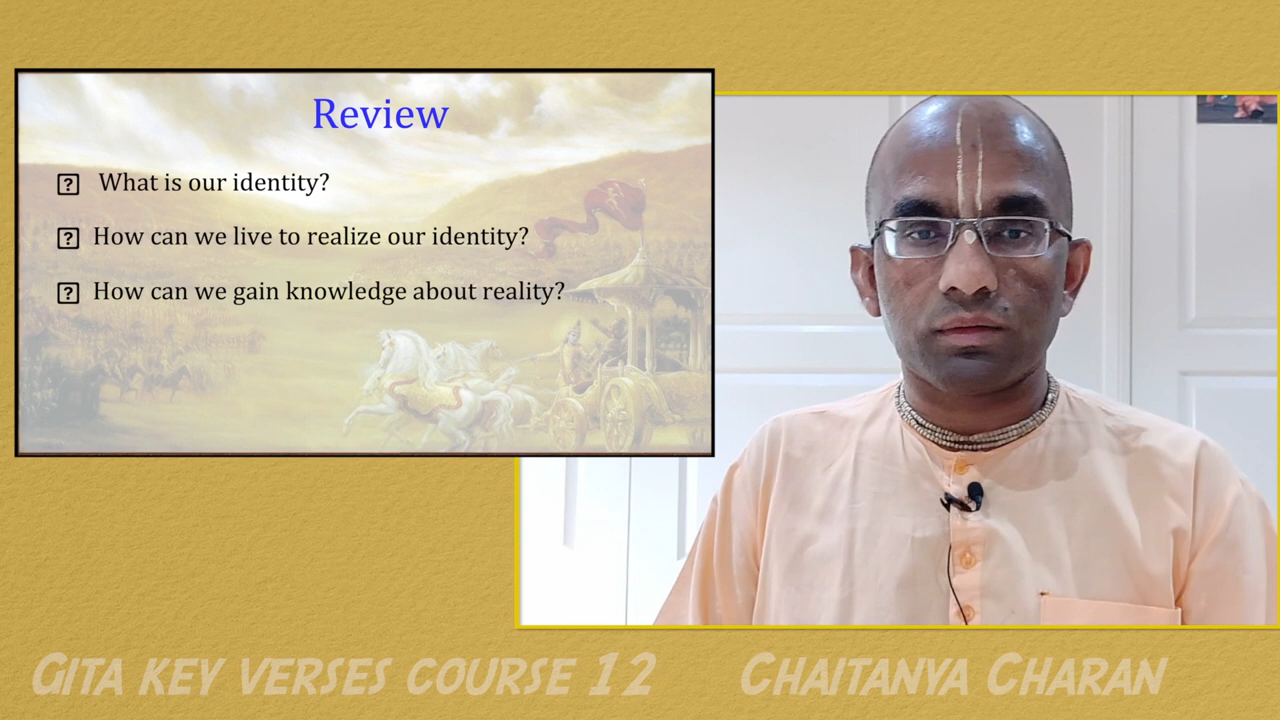 Review
What is our identity?
How can we live to realize our identity?
How can we gain knowledge about reality?
GITA KEY VERSES COURSE 12
CHAITANYA CHARAN